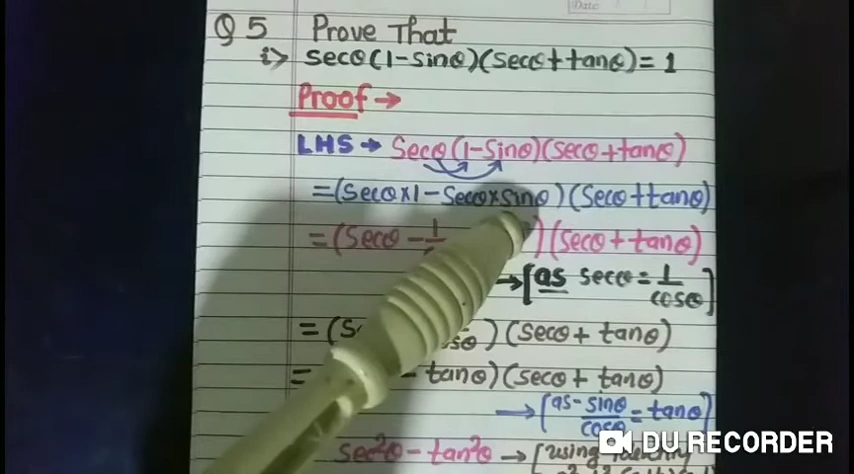 Date
Q 5 Prove That
i> secθ(1-sinθ)(secθ+tanθ)= 1
Proof →
LHS → Secθ(1-Sinθ)(secθ+tanθ)
=(Secθ×1-Secθ×sinθ)(Secθ+tanθ)
=(Secθ - 1 )(secθ+tanθ)
→[as secθ=1/cosθ]
=(S sθ)(secθ+ tanθ)
= - tanθ)(secθ+ tanθ)
→[as - sinθ/cosθ = tanθ]
sec²θ-tan²θ →[using
DU RECORDER